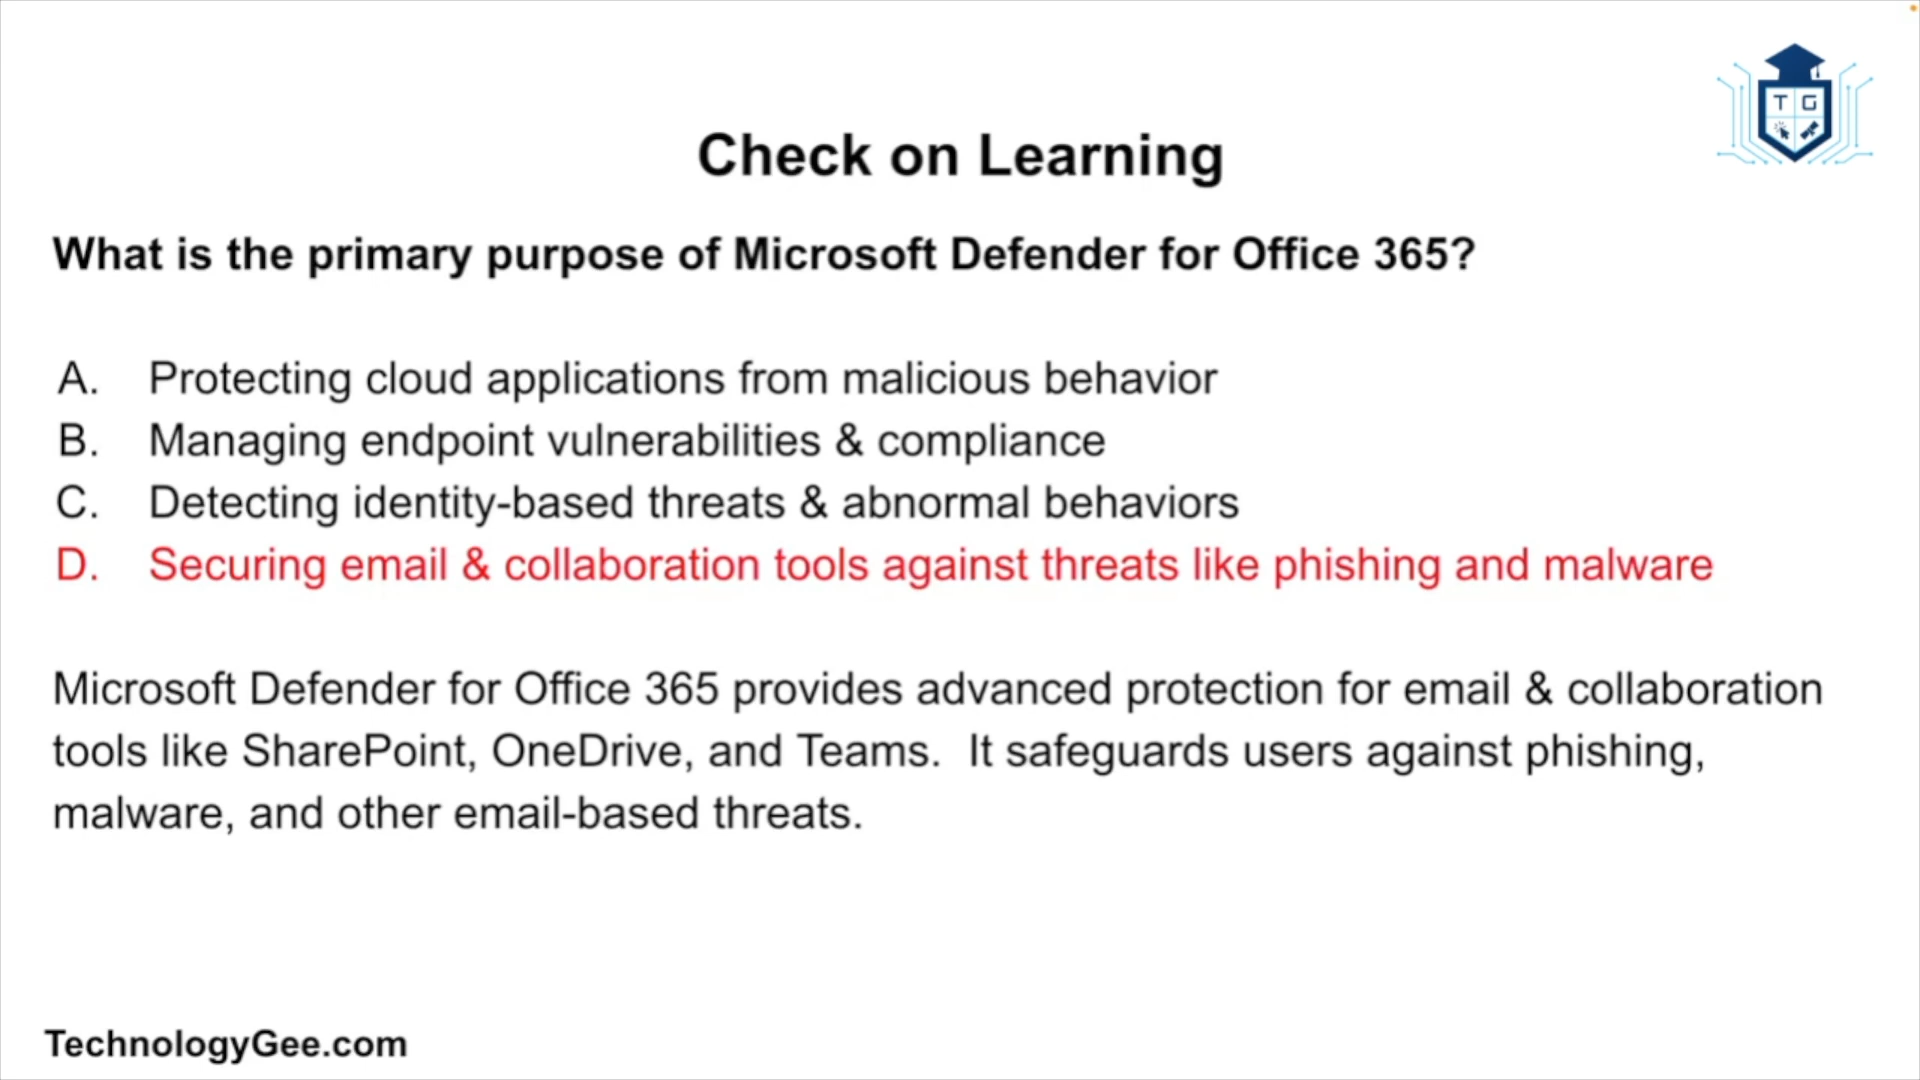 T G
Check on Learning
What is the primary purpose of Microsoft Defender for Office 365?
A. Protecting cloud applications from malicious behavior
B. Managing endpoint vulnerabilities & compliance
C. Detecting identity-based threats & abnormal behaviors
D. Securing email & collaboration tools against threats like phishing and malware
Microsoft Defender for Office 365 provides advanced protection for email & collaboration
tools like SharePoint, OneDrive, and Teams.  It safeguards users against phishing,
malware, and other email-based threats.
TechnologyGee.com